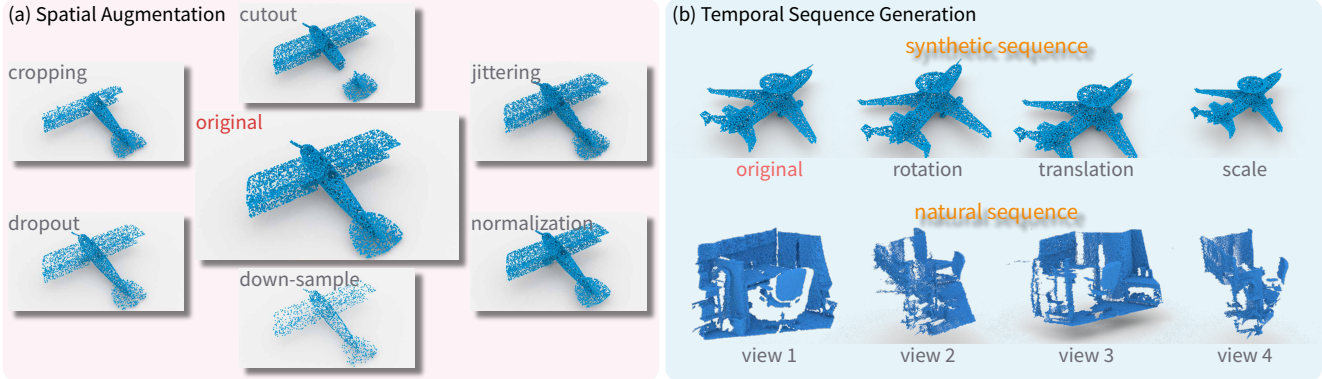 (a) Spatial Augmentation
cutout
cropping
jittering
original
dropout
normalization
down-sample
(b) Temporal Sequence Generation
synthetic sequence
original
rotation
translation
scale
natural sequence
view 1
view 2
view 3
view 4